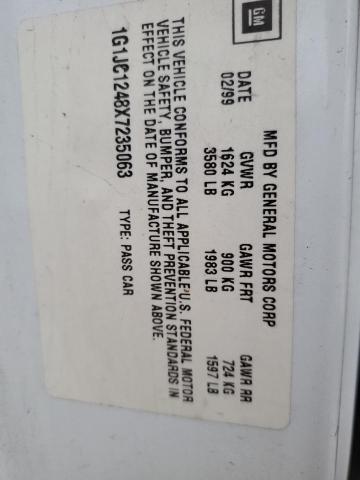 GM
MFD BY GENERAL MOTORS CORP
DATE GVWR GAWR FRT GAWR RR
02/99 1624 KG 900 KG 724 KG
3580 LB 1983 LB 1597 LB
THIS VEHICLE CONFORMS TO ALL APPLICABLE U.S. FEDERAL MOTOR
VEHICLE SAFETY, BUMPER, AND THEFT PREVENTION STANDARDS IN
EFFECT ON THE DATE OF MANUFACTURE SHOWN ABOVE.
1G1JC1248X7235063 TYPE: PASS CAR